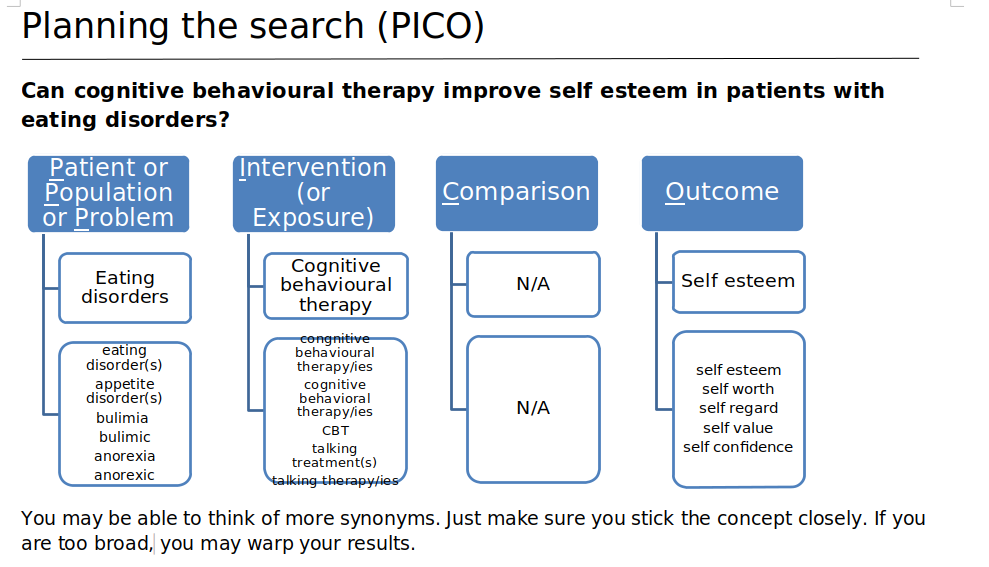 Planning the search (PICO)
Can cognitive behavioural therapy improve self esteem in patients with
eating disorders?
Patient or
Population
or Problem
Eating
disorders
eating
disorder(s)
appetite
disorder(s)
bulimia
bulimic
anorexia
anorexic
Intervention
(or
Exposure)
Cognitive
behavioural
therapy
congnitive
behavioural
therapy/ies
cognitive
behavioral
therapy/ies
CBT
talking
treatment(s)
talking therapy/ies
Comparison
N/A
N/A
Outcome
Self esteem
self esteem
self worth
self regard
self value
self confidence
You may be able to think of more synonyms. Just make sure you stick the concept closely. If you
are too broad, you may warp your results.